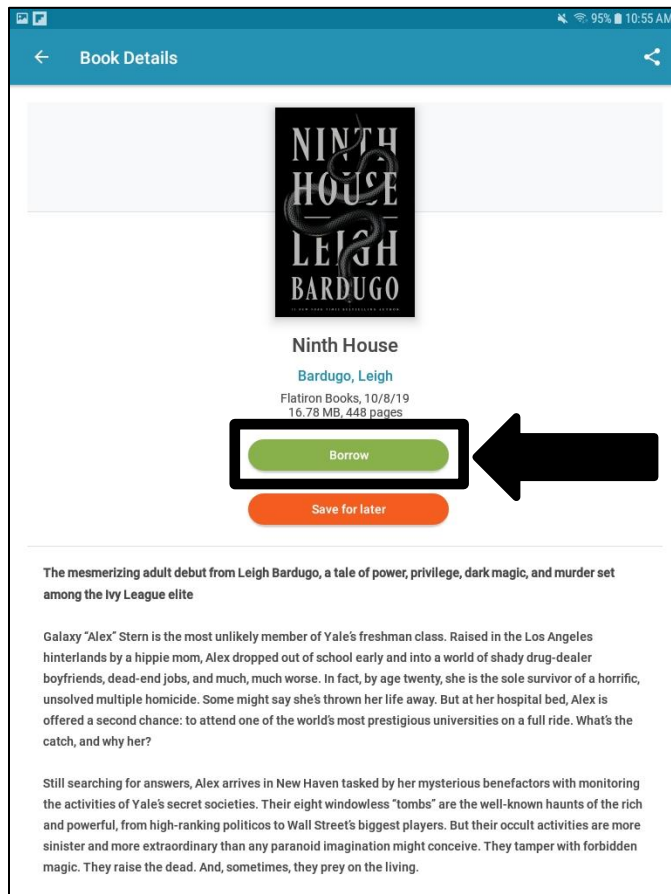 95% 10:55 AM
Book Details
NINTH
HOUSE
LEIGH
BARDUGO
#1 NEW YORK TIMES BESTSELLING AUTHOR
Ninth House
Bardugo, Leigh
Flatiron Books, 10/8/19
16.78 MB, 448 pages
Borrow
Save for later
The mesmerizing adult debut from Leigh Bardugo, a tale of power, privilege, dark magic, and murder set
among the Ivy League elite
Galaxy “Alex” Stern is the most unlikely member of Yale’s freshman class. Raised in the Los Angeles
hinterlands by a hippie mom, Alex dropped out of school early and into a world of shady drug-dealer
boyfriends, dead-end jobs, and much, much worse. In fact, by age twenty, she is the sole survivor of a horrific,
unsolved multiple homicide. Some might say she’s thrown her life away. But at her hospital bed, Alex is
offered a second chance: to attend one of the world’s most prestigious universities on a full ride. What’s the
catch, and why her?
Still searching for answers, Alex arrives in New Haven tasked by her mysterious benefactors with monitoring
the activities of Yale’s secret societies. Their eight windowless “tombs” are the well-known haunts of the rich
and powerful, from high-ranking politicos to Wall Street’s biggest players. But their occult activities are more
sinister and more extraordinary than any paranoid imagination might conceive. They tamper with forbidden
magic. They raise the dead. And, sometimes, they prey on the living.